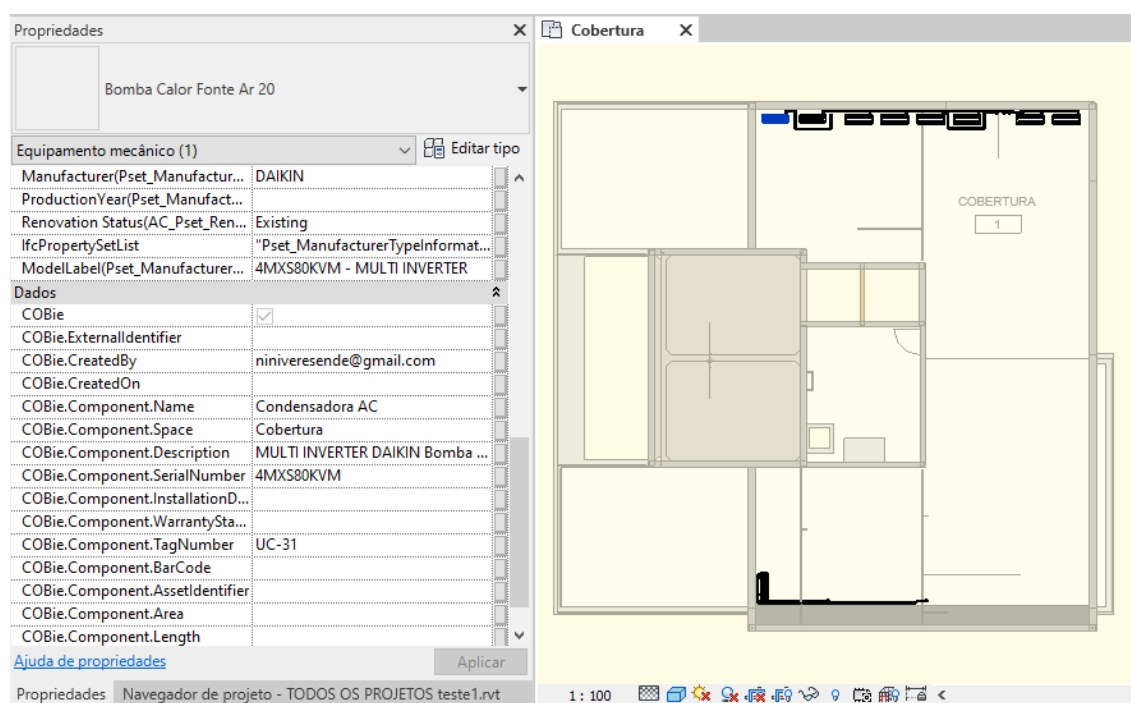 Propriedades
Bomba Calor Fonte Ar 20
Equipamento mecânico (1) Editar tipo
Manufacturer(Pset_Manufactur... DAIKIN
ProductionYear(Pset_Manufact...
Renovation Status(AC_Pset_Ren... Existing
IfcPropertySetList "Pset_ManufacturerTypeInformat...
ModelLabel(Pset_Manufacturer... 4MXS80KVM - MULTI INVERTER
Dados
COBie
COBie.ExternalIdentifier
COBie.CreatedBy niniveresende@gmail.com
COBie.CreatedOn
COBie.Component.Name Condensadora AC
COBie.Component.Space Cobertura
COBie.Component.Description MULTI INVERTER DAIKIN Bomba ...
COBie.Component.SerialNumber 4MXS80KVM
COBie.Component.InstallationD...
COBie.Component.WarrantySta...
COBie.Component.TagNumber UC-31
COBie.Component.BarCode
COBie.Component.AssetIdentifier
COBie.Component.Area
COBie.Component.Length
Ajuda de propriedades Aplicar
Propriedades Navegador de projeto - TODOS OS PROJETOS teste1.rvt
Cobertura
COBERTURA
1
1 : 100